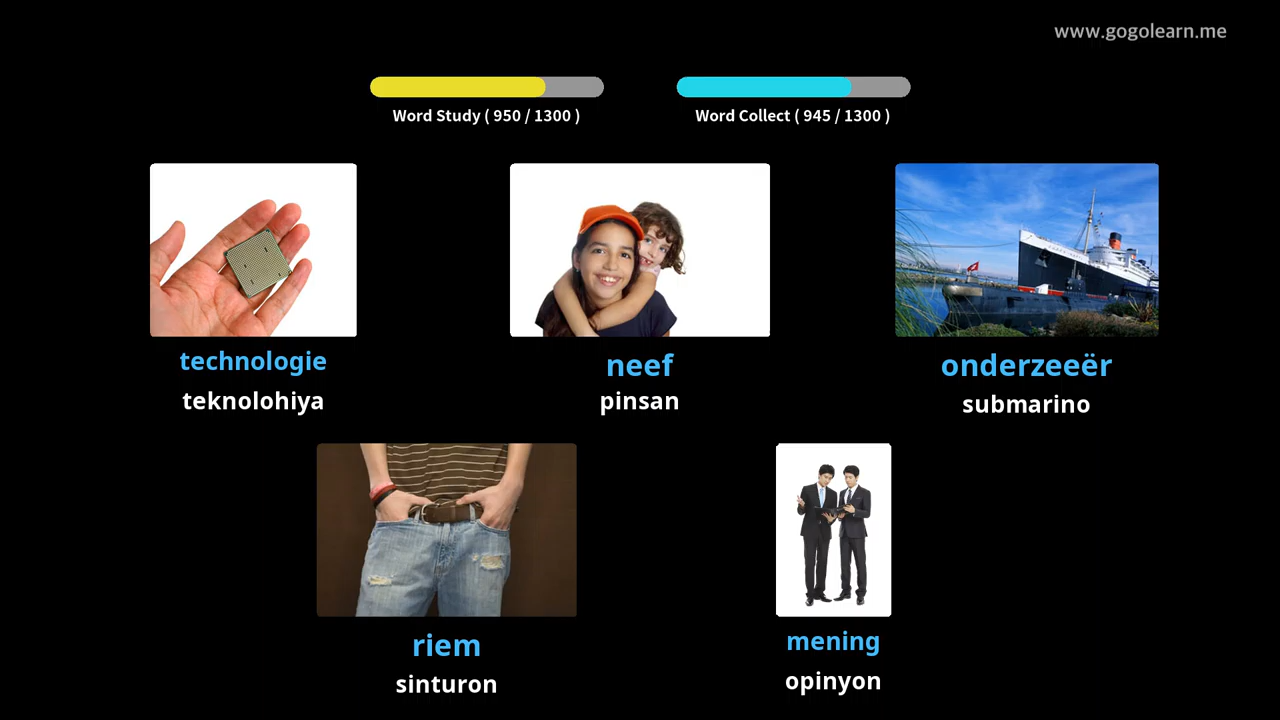 www.gogolearn.me
Word Study ( 950 / 1300 )
Word Collect ( 945 / 1300 )
technologie
teknolohiya
neef
pinsan
onderzeeër
submarino
riem
sinturon
mening
opinyon